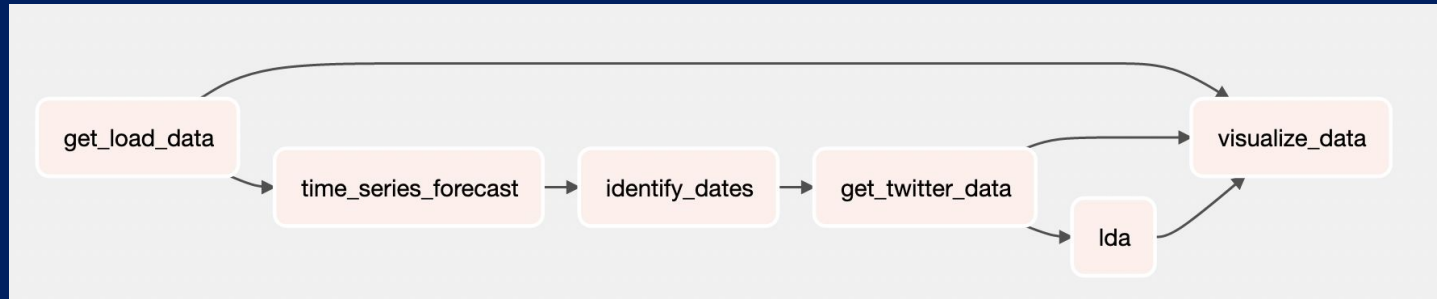 get_load_data
time_series_forecast
identify_dates
get_twitter_data
lda
visualize_data